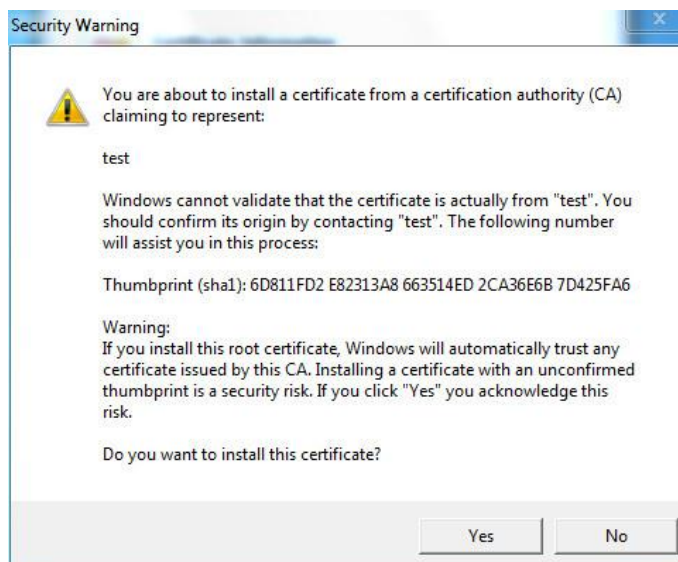 Security Warning
You are about to install a certificate from a certification authority (CA)
claiming to represent:
test
Windows cannot validate that the certificate is actually from "test". You
should confirm its origin by contacting "test". The following number
will assist you in this process:
Thumbprint (sha1): 6D811FD2 E82313A8 663514ED 2CA36E6B 7D425FA6
Warning:
If you install this root certificate, Windows will automatically trust any
certificate issued by this CA. Installing a certificate with an unconfirmed
thumbprint is a security risk. If you click "Yes" you acknowledge this
risk.
Do you want to install this certificate?
Yes No